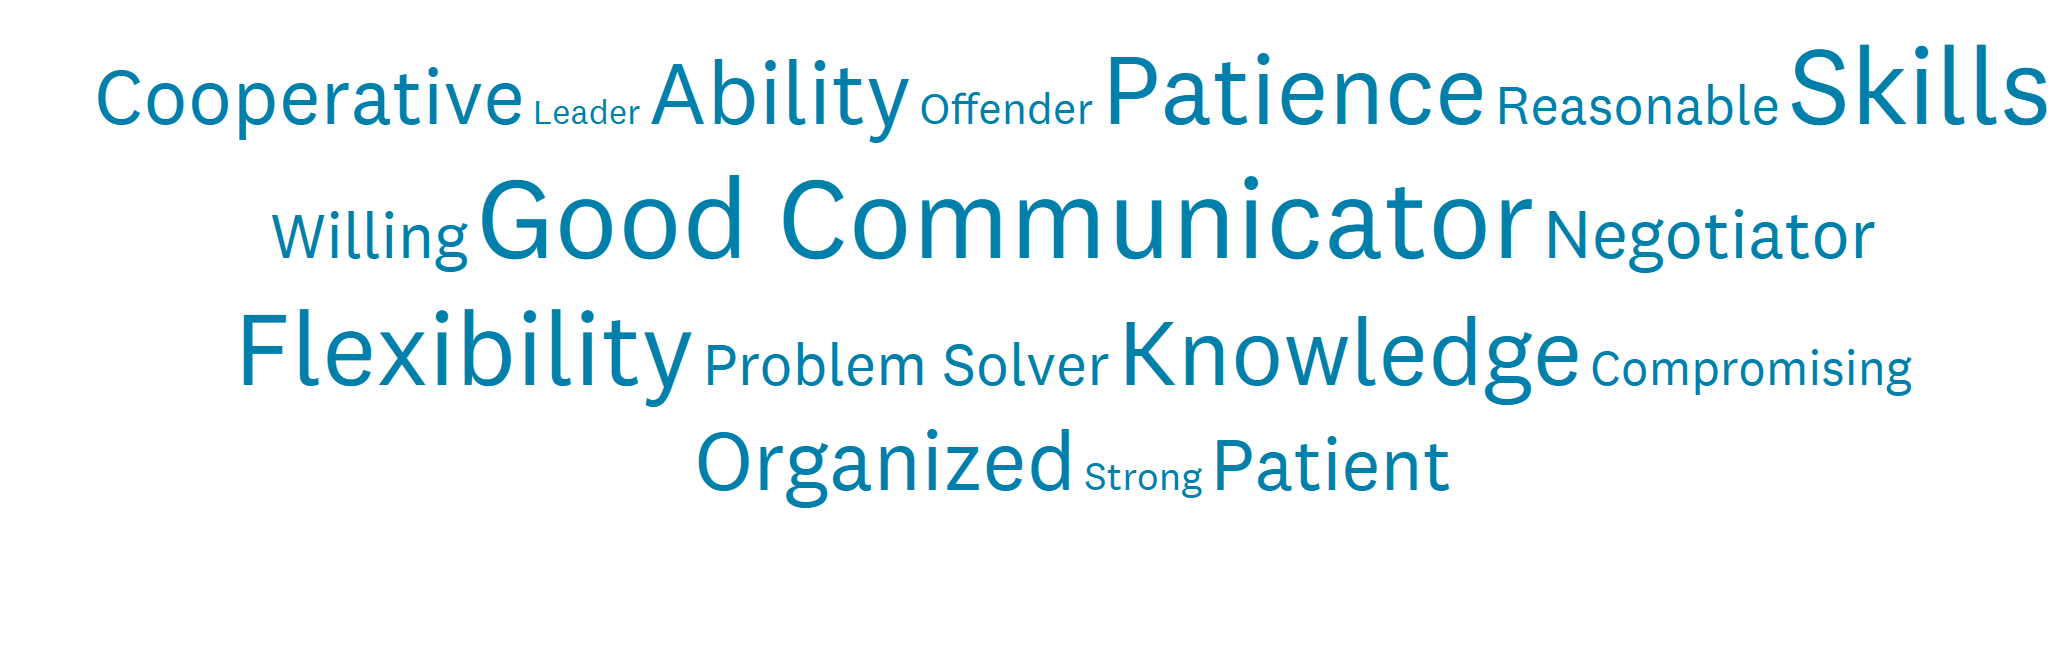 Cooperative Leader Ability Offender Patience Reasonable Skills
Willing Good Communicator Negotiator
Flexibility Problem Solver Knowledge Compromising
Organized Strong Patient